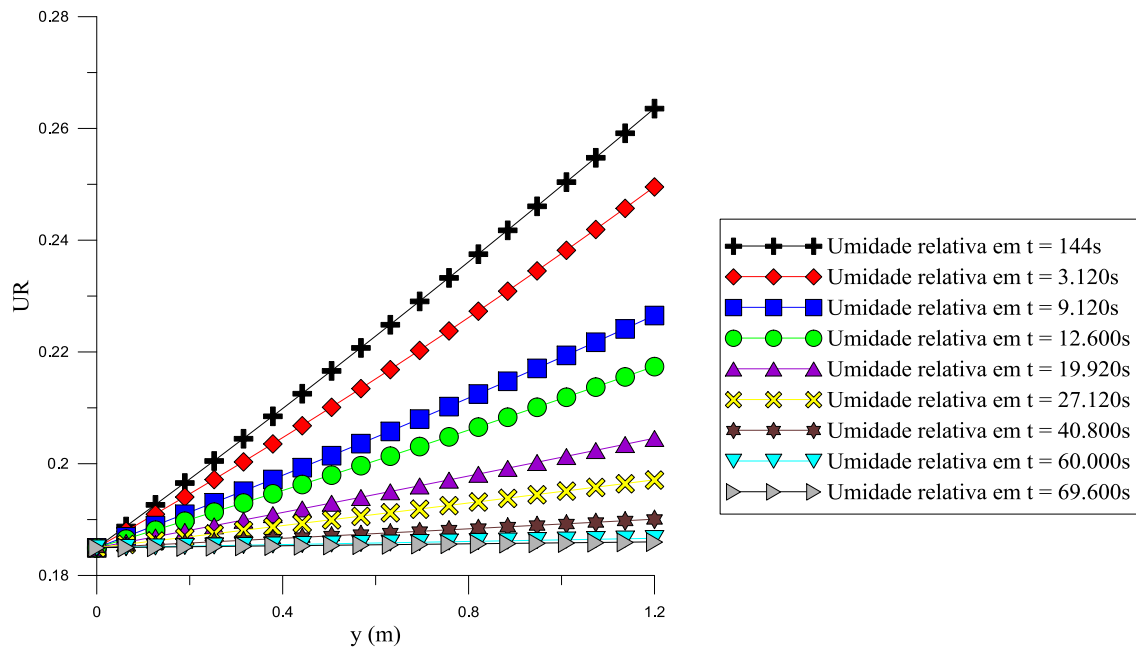 0.28
0.26
0.24
0.22
0.2
0.18
UR
0
0.4
0.8
1.2
y (m)
Umidade relativa em t = 144s
Umidade relativa em t = 3.120s
Umidade relativa em t = 9.120s
Umidade relativa em t = 12.600s
Umidade relativa em t = 19.920s
Umidade relativa em t = 27.120s
Umidade relativa em t = 40.800s
Umidade relativa em t = 60.000s
Umidade relativa em t = 69.600s